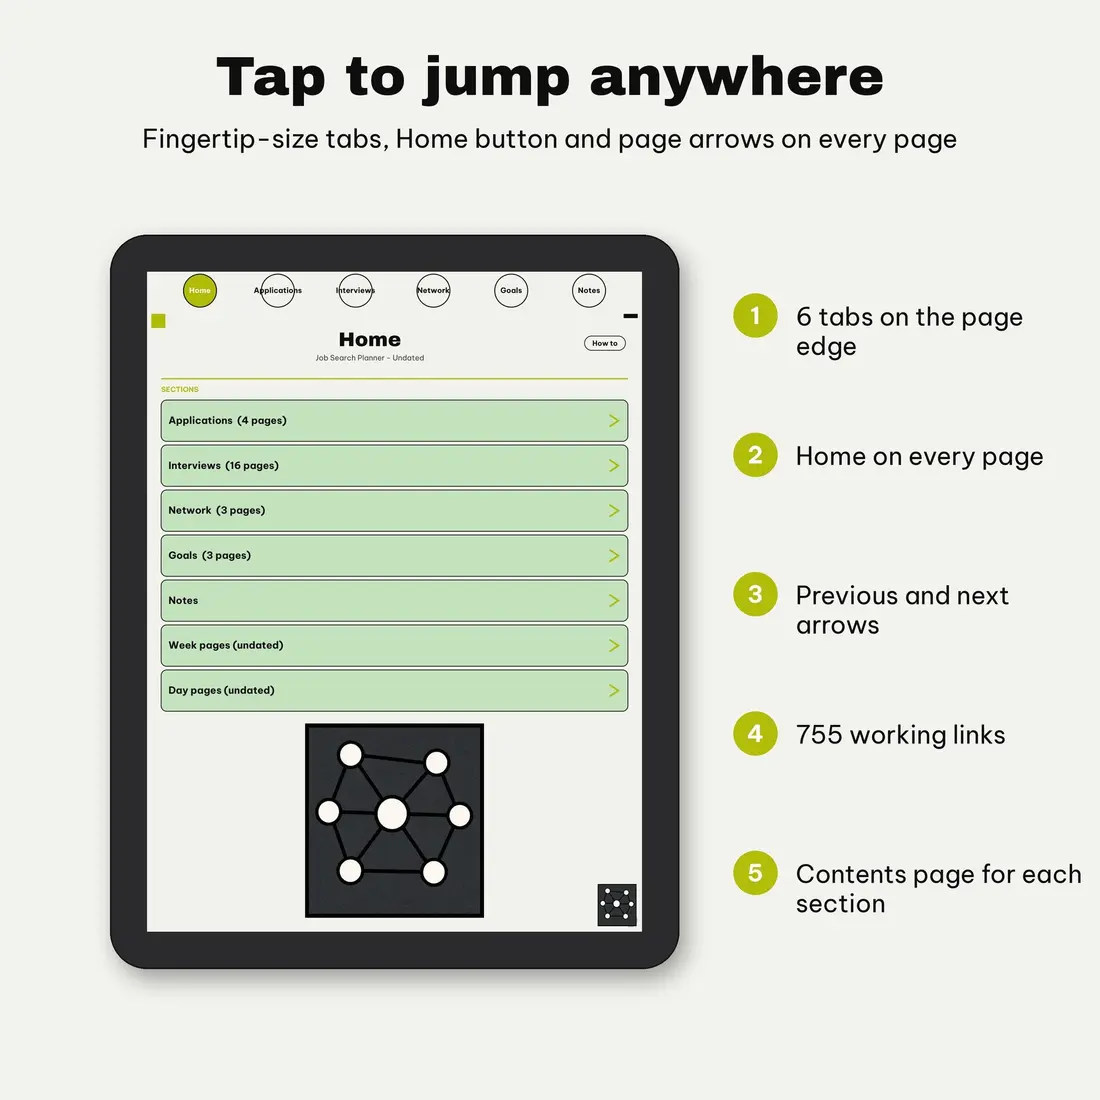 Tap to jump anywhere
Fingertip-size tabs, Home button and page arrows on every page
Home
Applications
Interviews
Network
Goals
Notes
Home
Job Search Planner - Undated
How to
SECTIONS
Applications (4 pages)
Interviews (16 pages)
Network (3 pages)
Goals (3 pages)
Notes
Week pages (undated)
Day pages (undated)
1
6 tabs on the page
edge
2
Home on every page
3
Previous and next
arrows
4
755 working links
5
Contents page for each
section